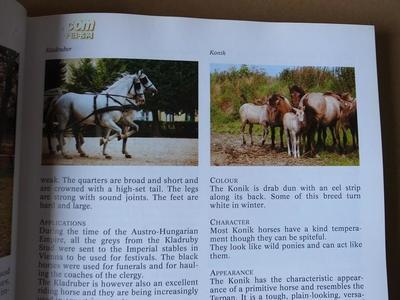 .com
Kladruber
weak. The quarters are broad and short and
are crowned with a high-set tail. The legs
are strong with sound joints. The feet are
hard and large.
APPLICATIONS
During the time of the Austro-Hungarian
Empire, all the greys from the Kladruby
Stud were sent to the Imperial stables in
Vienna to be used for festivals. The black
horses were used for funerals and for haul-
ing the coaches of the clergy.
The Kladruber is however also an excellent
riding horse and they are being increasingly
Konik
COLOUR
The Konik is drab dun with an eel strip
along its back. Some of this breed turn
white in winter.
CHARACTER
Most Konik horses have a kind tempera-
ment though they can be spiteful.
They look like wild ponies and can act like
them.
APPEARANCE
The Konik has the characteristic appear-
ance of a primitive horse and resembles the
Tarpan. It is a tough, plain-looking, versa-